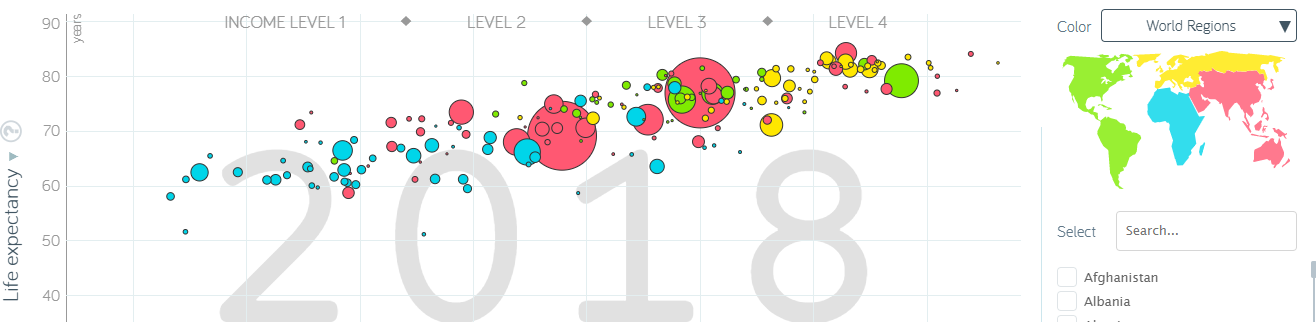 INCOME LEVEL 1 LEVEL 2 LEVEL 3 LEVEL 4
years
90
80
70
60
50
40
Life expectancy ?
2018
Color World Regions
Select Search...
Afghanistan
Albania